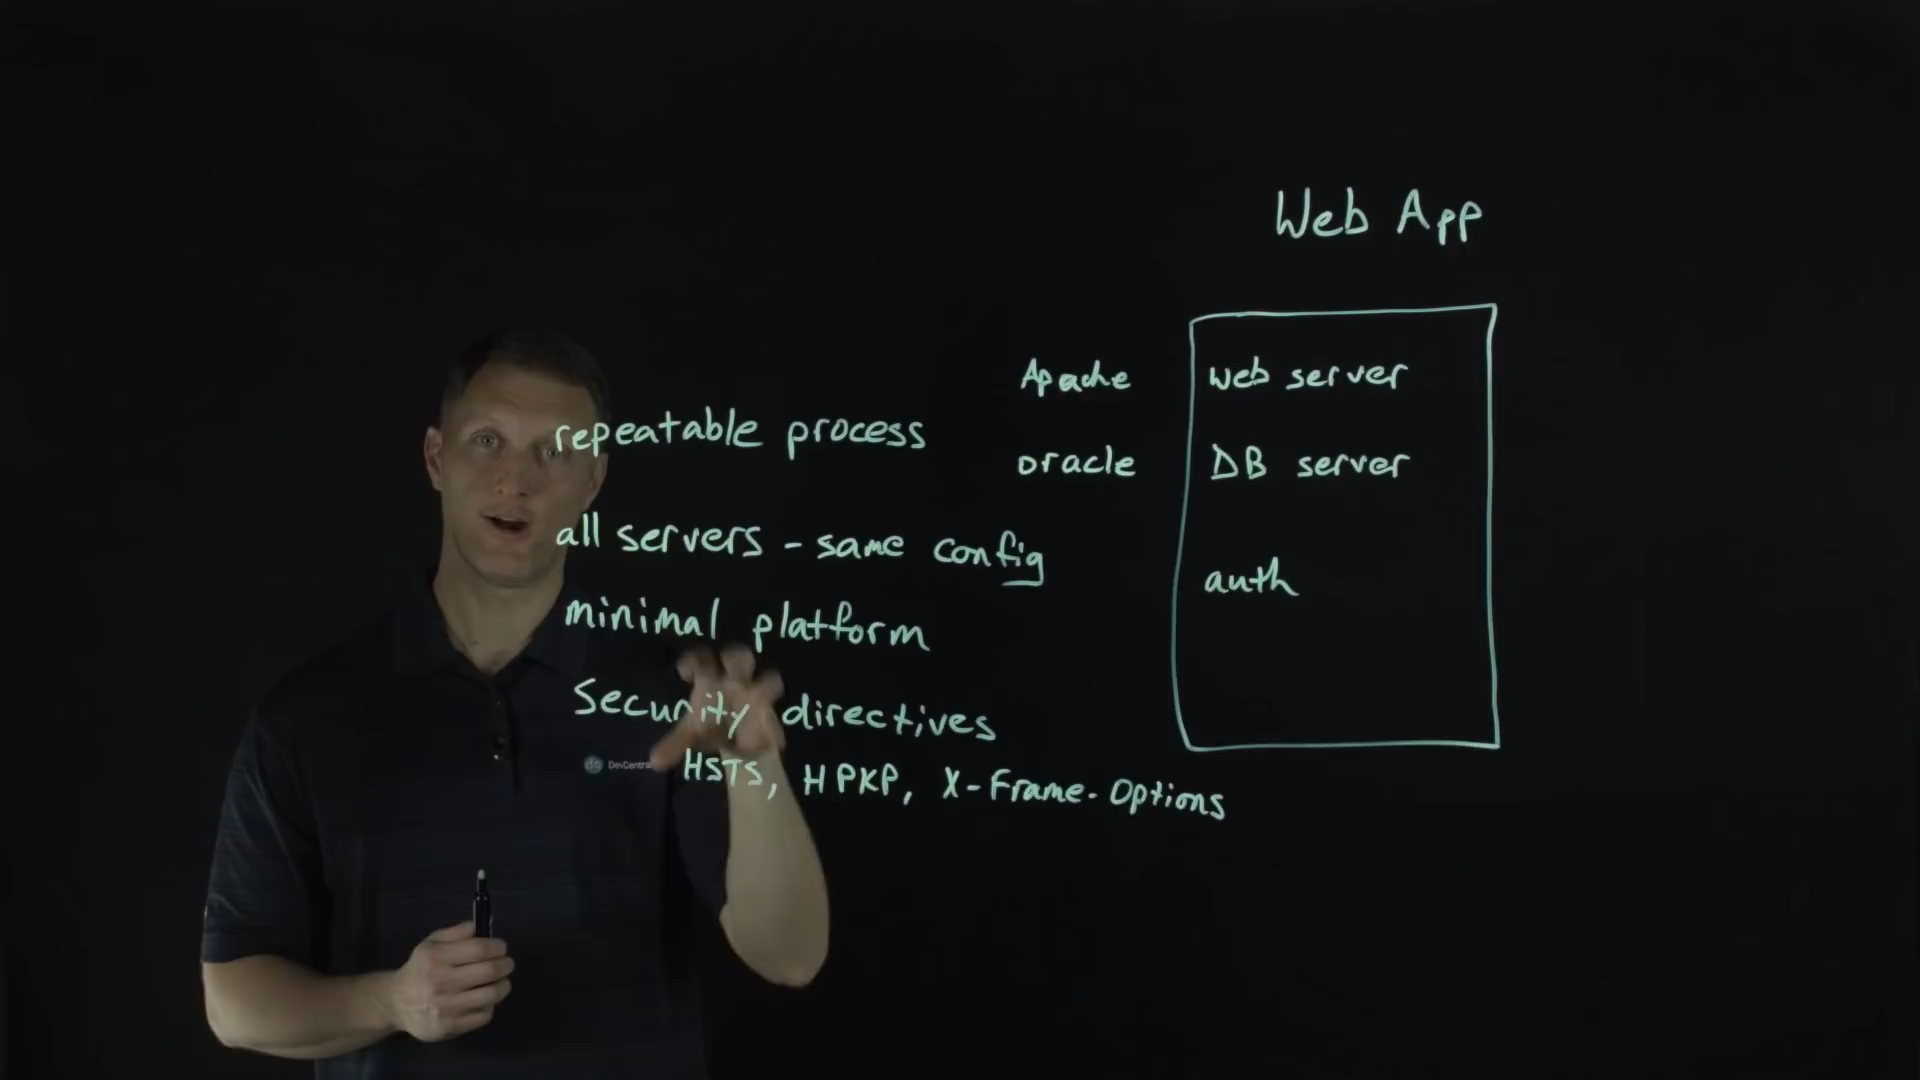 Web App
Apache web server
repeatable process
oracle DB server
all servers - same config
auth
minimal platform
Security directives
DevCentral
HSTS, HPKP, X-Frame-Options